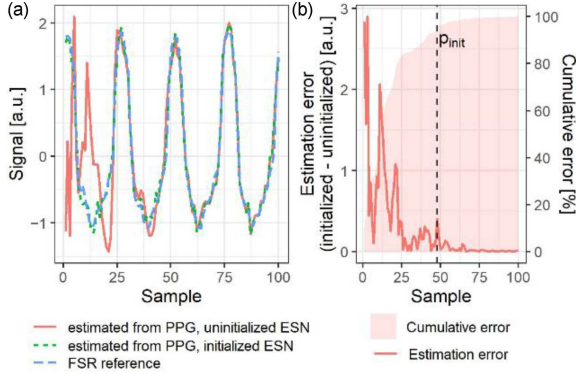 (a)
2
1
0
−1
Signal [a.u.]
0
25
50
75
100
Sample
estimated from PPG, uninitialized ESN
estimated from PPG, initialized ESN
FSR reference
(b)
3
2
1
0
Estimation error
(initialized - uninitialized) [a.u.]
p_init
100
80
60
40
20
0
Cumulative error [%]
0
25
50
75
100
Sample
Cumulative error
Estimation error